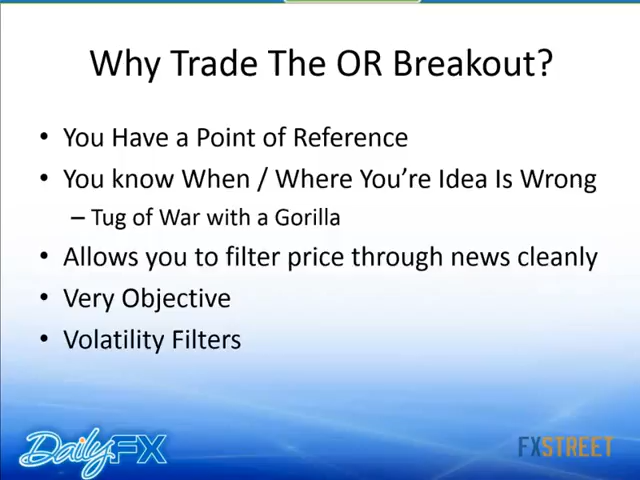 Why Trade The OR Breakout?
• You Have a Point of Reference
• You know When / Where You're Idea Is Wrong
– Tug of War with a Gorilla
• Allows you to filter price through news cleanly
• Very Objective
• Volatility Filters
DailyFX
FXSTREET